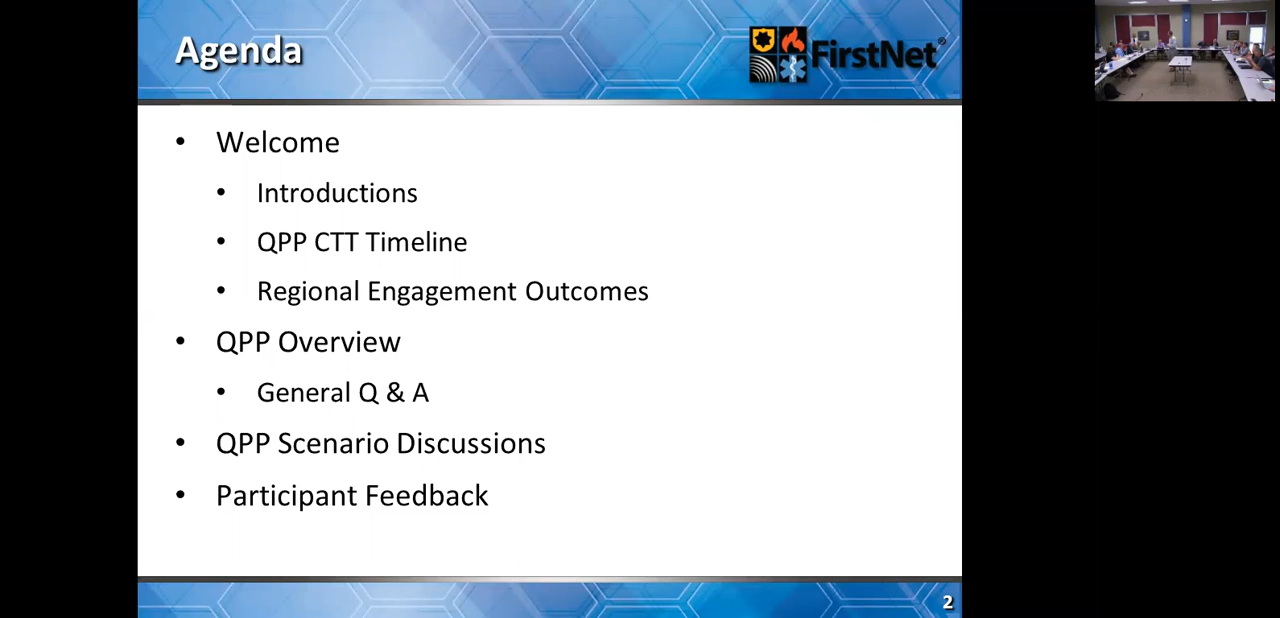 Agenda
FirstNet®
• Welcome
• Introductions
• QPP CTT Timeline
• Regional Engagement Outcomes
• QPP Overview
• General Q & A
• QPP Scenario Discussions
• Participant Feedback
2